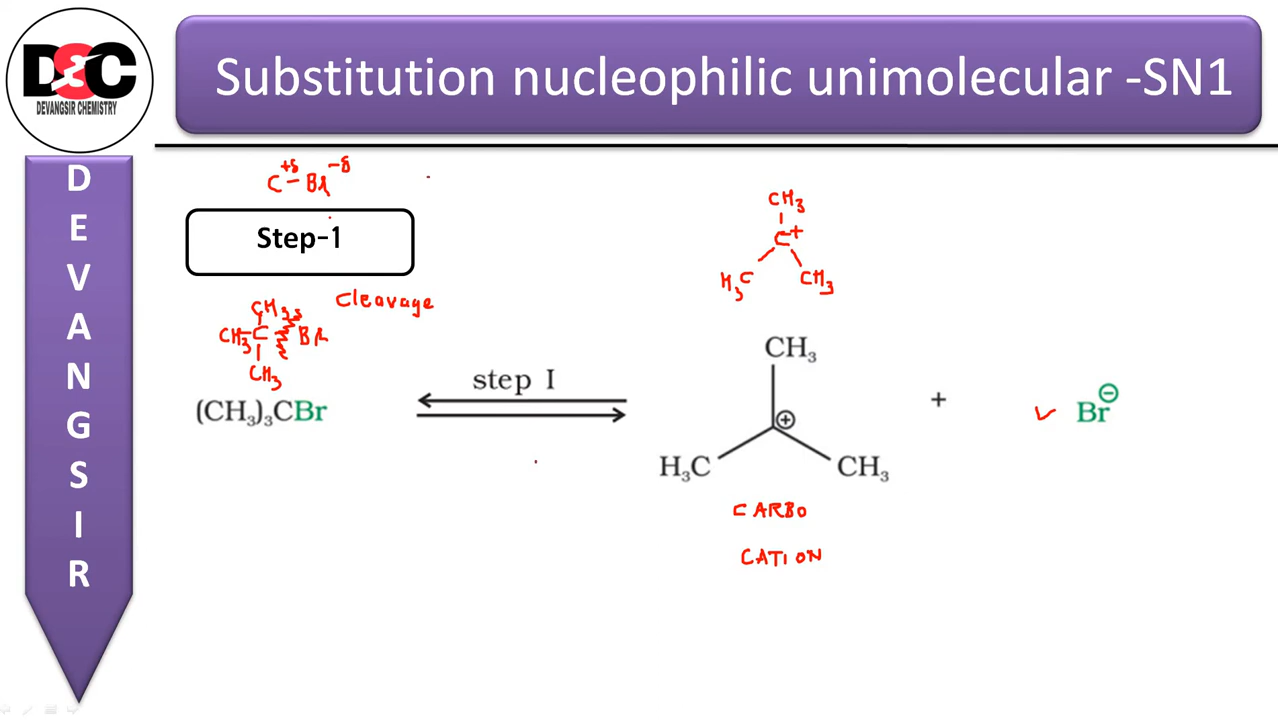 DSC
DEVANGSIR CHEMISTRY
Substitution nucleophilic unimolecular -SN1
D
E
V
A
N
G
S
I
R
C+δ–Br–δ
Step-1
Cleavage
CH3
CH3–C Br
CH3
(CH₃)₃CBr
step I
CH3
C+
H3C CH3
CH₃
⊕
H₃C CH₃
CARBO
CATION
+
✓ Br⊖